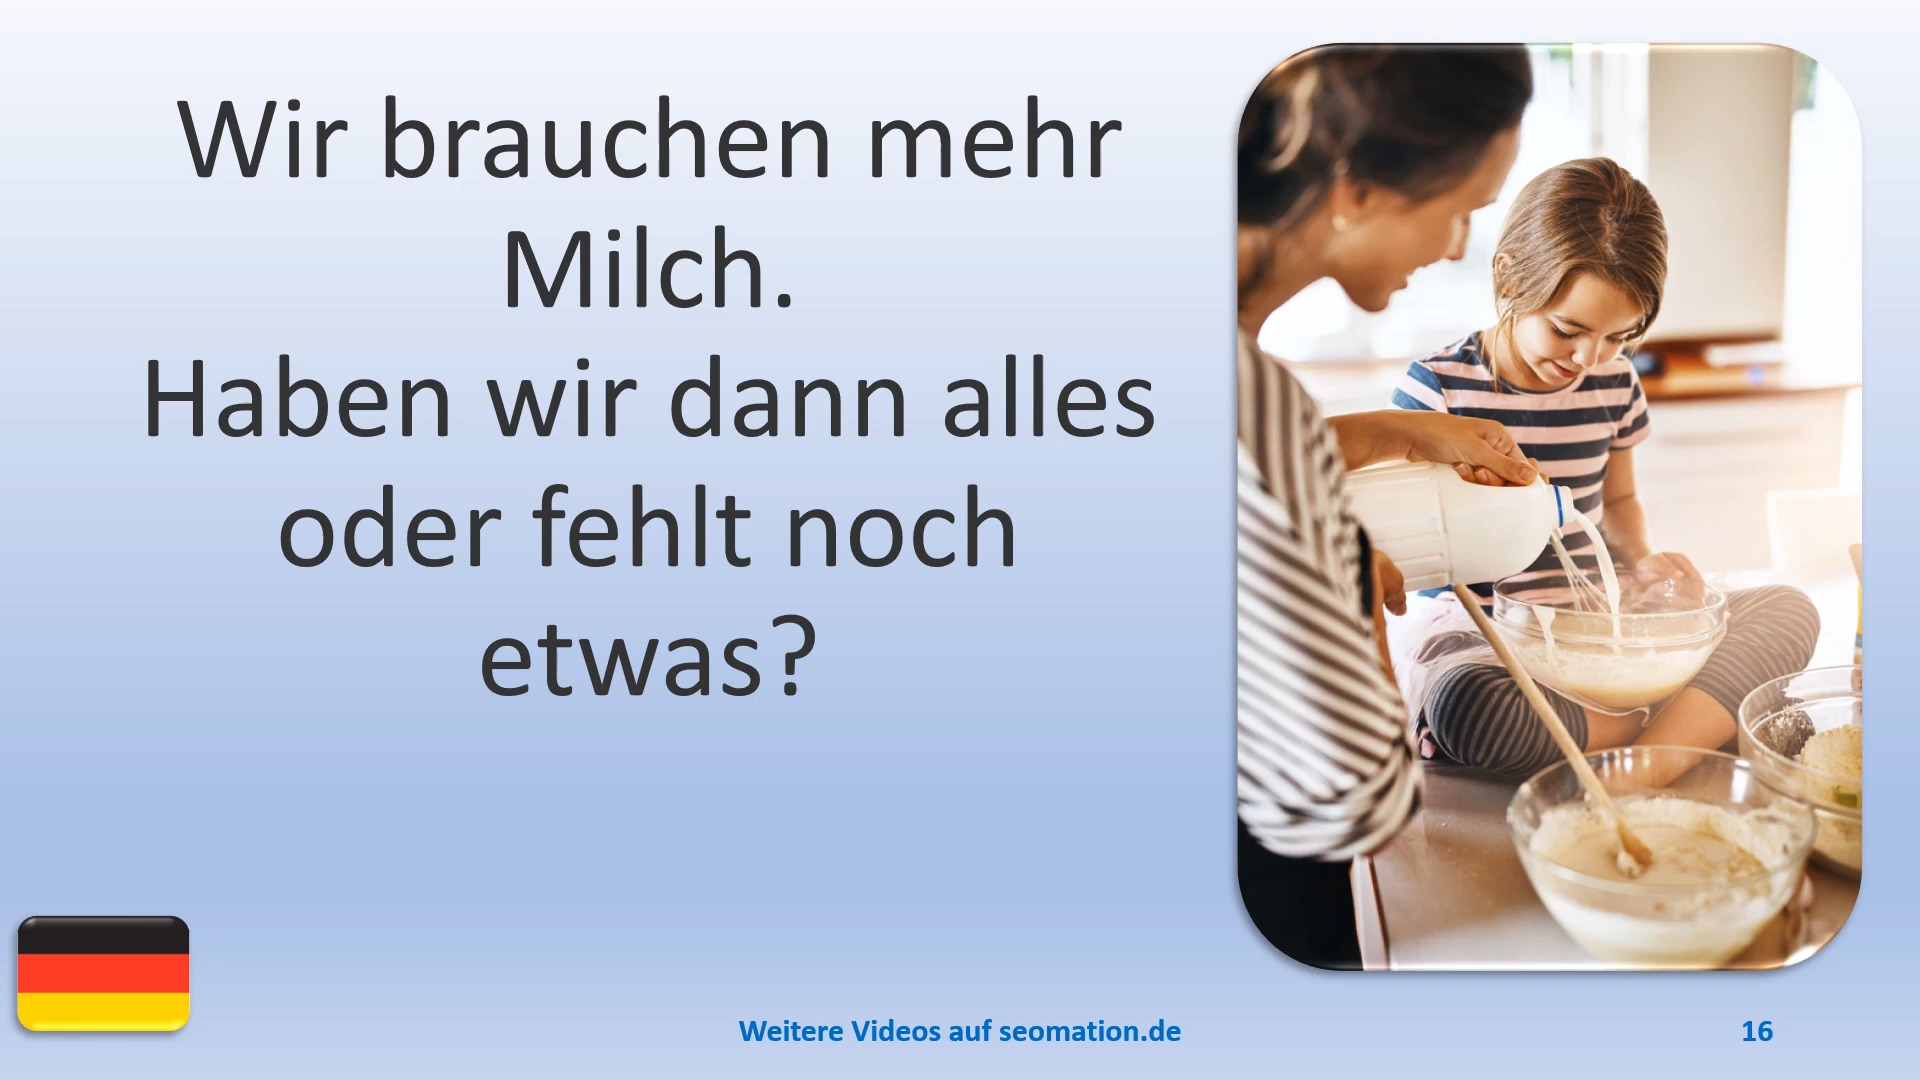 Wir brauchen mehr
Milch.
Haben wir dann alles
oder fehlt noch
etwas?
Weitere Videos auf seomation.de
16